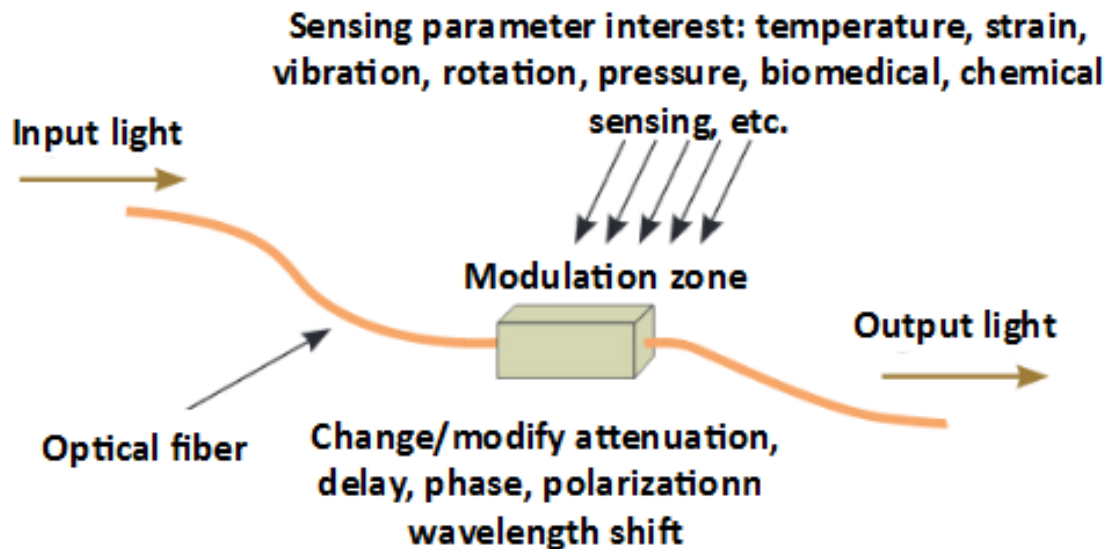 Sensing parameter interest: temperature, strain,
vibration, rotation, pressure, biomedical, chemical
sensing, etc.
Input light
Modulation zone
Output light
Optical fiber
Change/modify attenuation,
delay, phase, polarizationn
wavelength shift